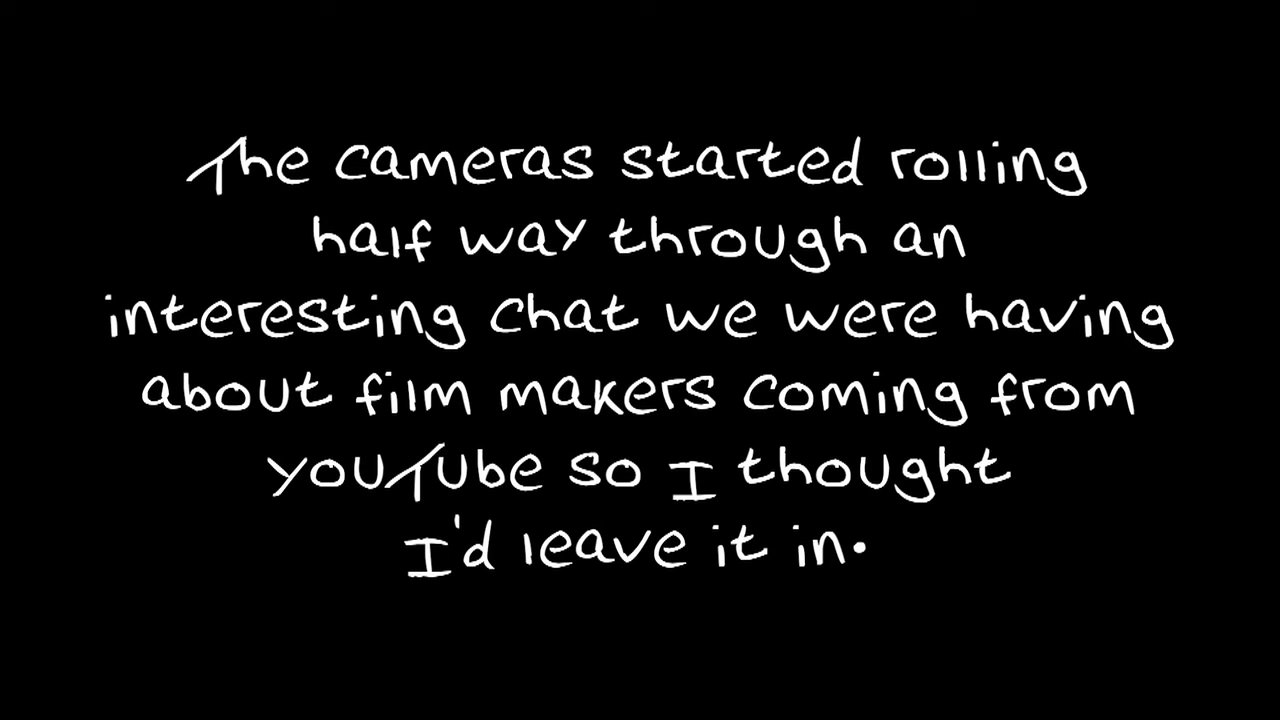 The cameras started rolling
half way through an
interesting chat we were having
about film makers coming from
YouTube so I thought
I'd leave it in.